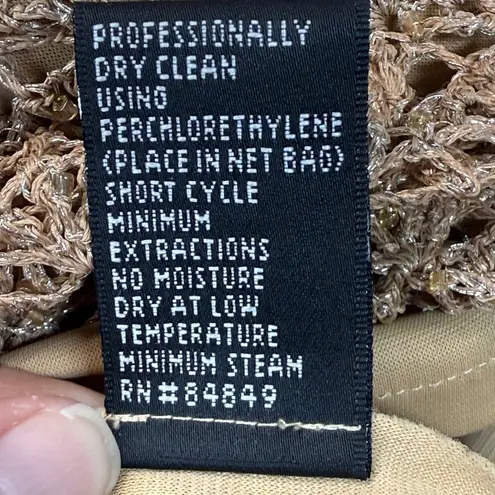 PROFESSIONALLY
DRY CLEAN
USING
PERCHLORETHYLENE
(PLACE IN NET BAG)
SHORT CYCLE
MINIMUM
EXTRACTIONS
NO MOISTURE
DRY AT LOW
TEMPERATURE
MINIMUM STEAM
RN#84849